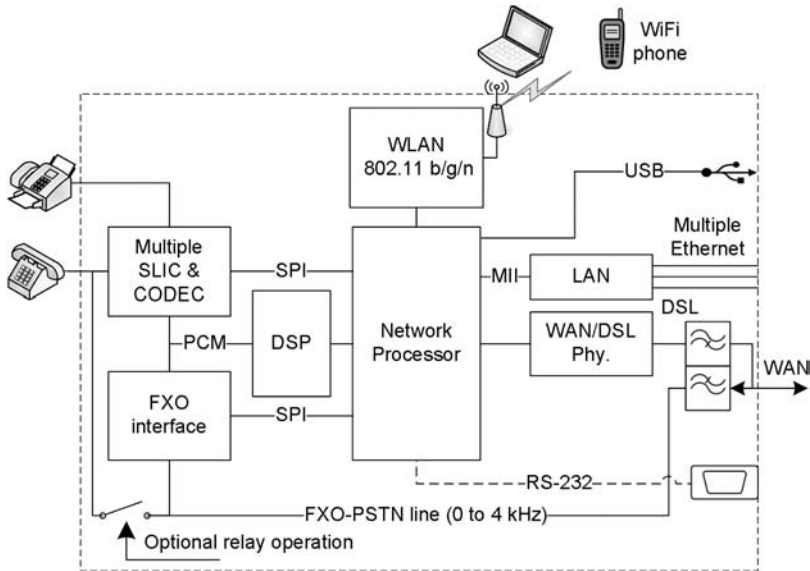 WiFi
phone
WLAN
802.11 b/g/n
USB
Multiple
Ethernet
Multiple
SLIC &
CODEC
SPI
MII
LAN
PCM
DSP
Network
Processor
WAN/DSL
Phy.
DSL
WAN
FXO
interface
SPI
RS-232
FXO-PSTN line (0 to 4 kHz)
Optional relay operation